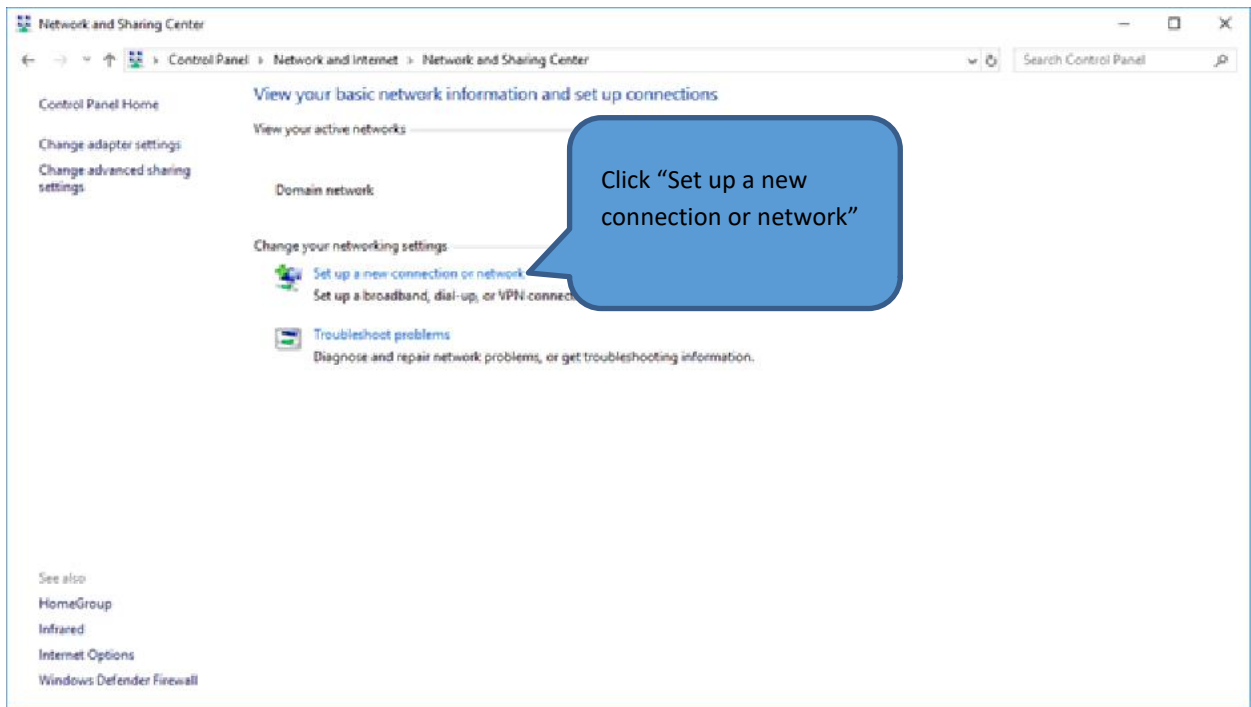 Network and Sharing Center
Control Panel › Network and Internet › Network and Sharing Center
Search Control Panel
Control Panel Home
Change adapter settings
Change advanced sharing
settings
View your basic network information and set up connections
View your active networks
Domain network
Click “Set up a new
connection or network”
Change your networking settings
Set up a new connection or network
Set up a broadband, dial-up, or VPN connec
Troubleshoot problems
Diagnose and repair network problems, or get troubleshooting information.
See also
HomeGroup
Infrared
Internet Options
Windows Defender Firewall